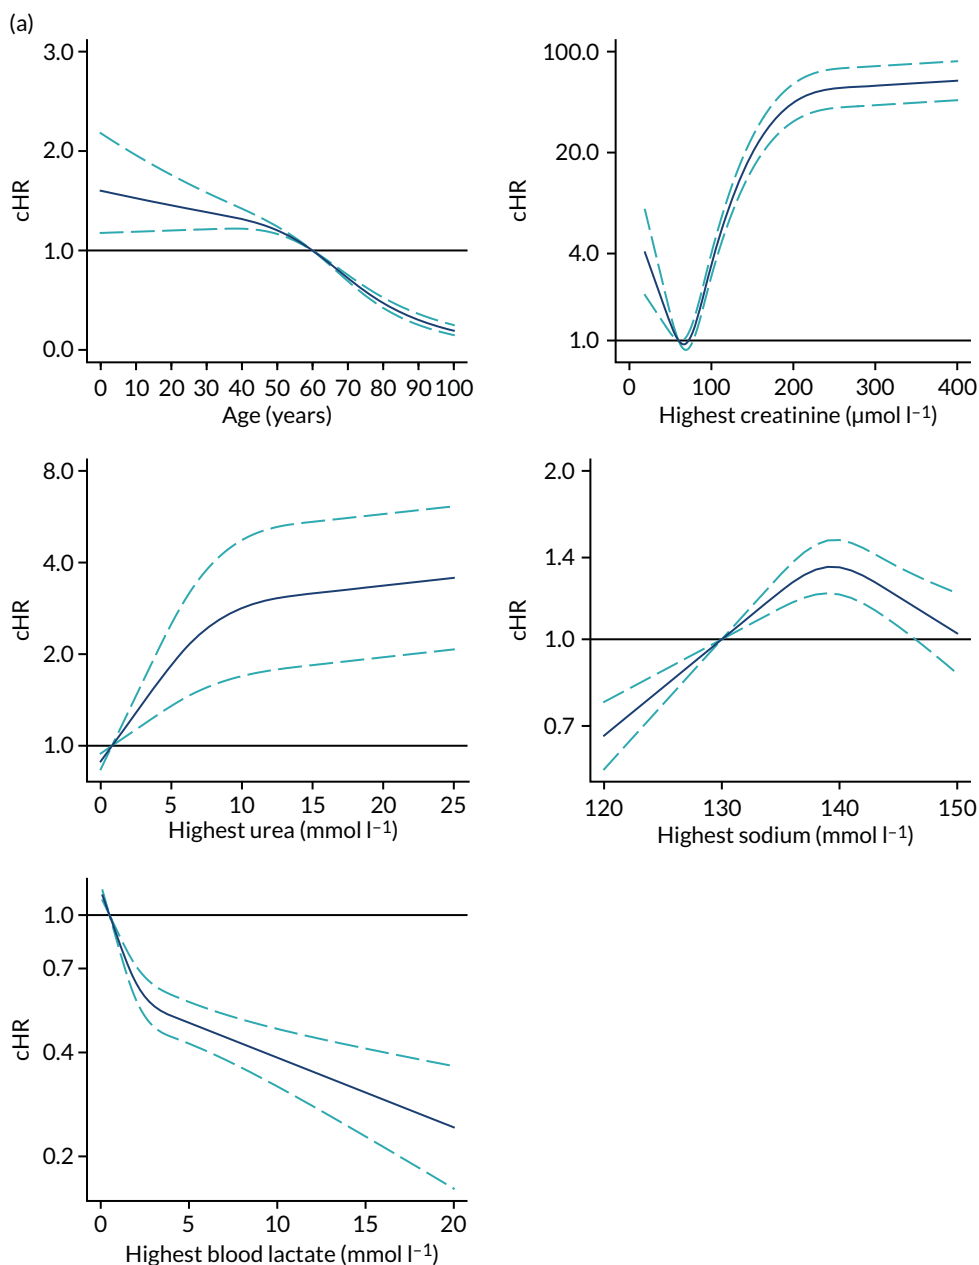 (a)
3.0
2.0
1.0
0.0
cHR
0 10 20 30 40 50 60 70 80 90 100
Age (years)
100.0
20.0
4.0
1.0
cHR
0 100 200 300 400
Highest creatinine (µmol l⁻¹)
8.0
4.0
2.0
1.0
cHR
0 5 10 15 20 25
Highest urea (mmol l⁻¹)
2.0
1.4
1.0
0.7
cHR
120 130 140 150
Highest sodium (mmol l⁻¹)
1.0
0.7
0.4
0.2
cHR
0 5 10 15 20
Highest blood lactate (mmol l⁻¹)